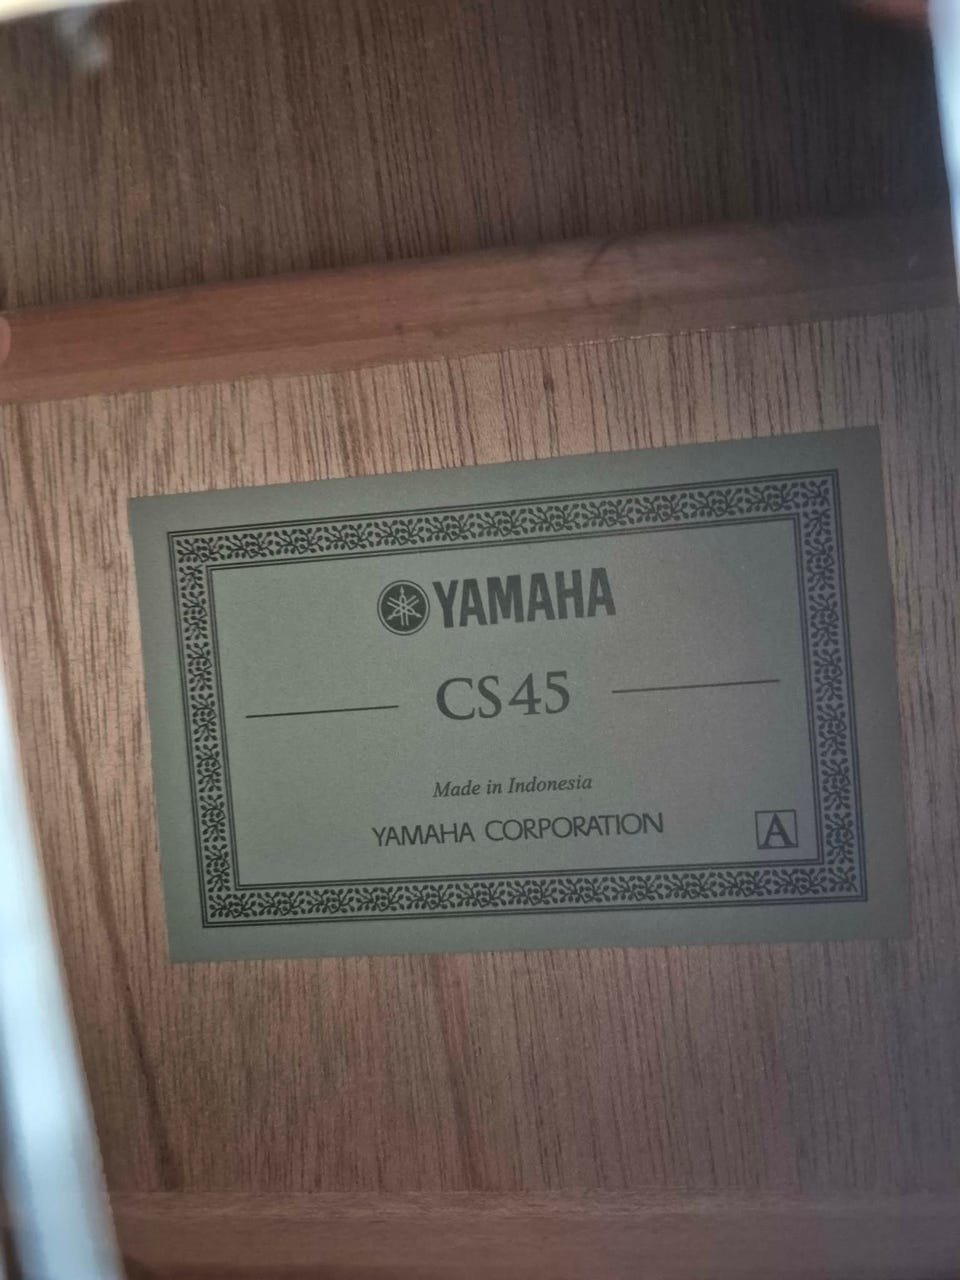 YAMAHA
CS45
Made in Indonesia
YAMAHA CORPORATION
A